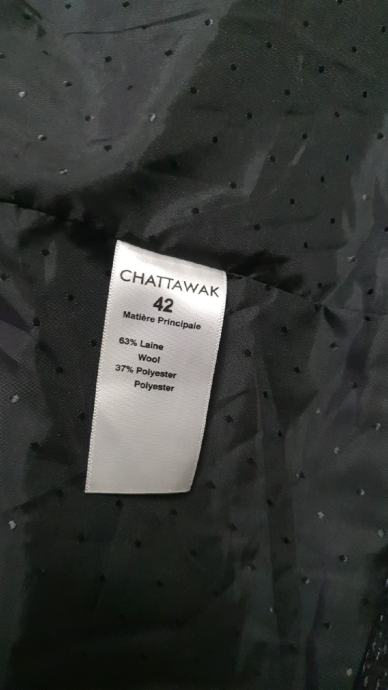 CHATTAWAK
42
Matière Principale
63% Laine
Wool
37% Polyester
Polyester